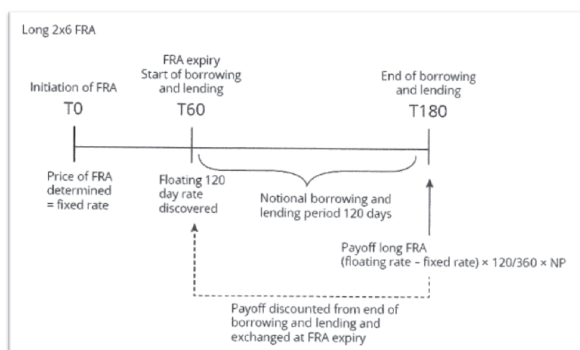 Long 2x6 FRA
Initiation of FRA
T0
FRA expiry
Start of borrowing
and lending
T60
End of borrowing
and lending
T180
Price of FRA
determined
= fixed rate
Floating 120
day rate
discovered
Notional borrowing and
lending period 120 days
Payoff long FRA
(floating rate – fixed rate) × 120/360 × NP
Payoff discounted from end of
borrowing and lending and
exchanged at FRA expiry